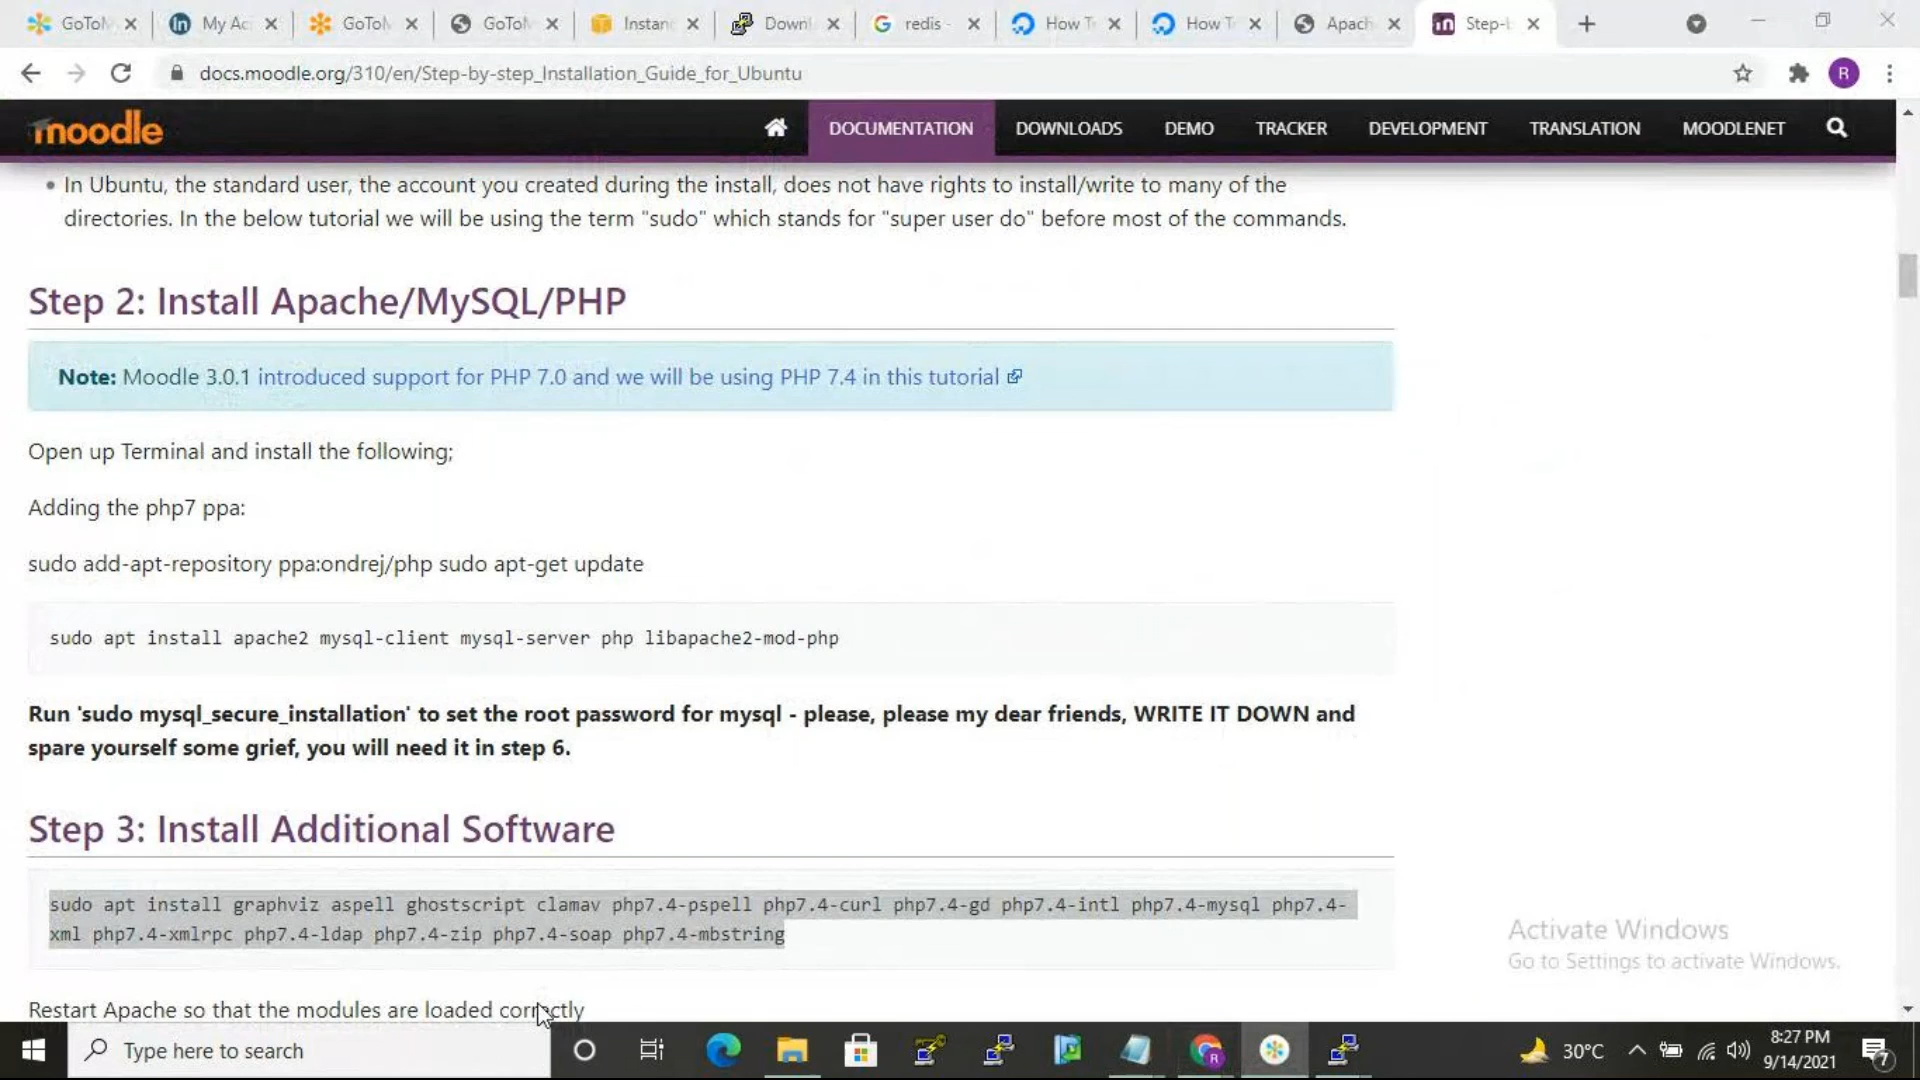 GoToM
My Ac
GoToM
GoToM
Instan
Downl
redis -
How T
How T
Apach
Step-b
docs.moodle.org/310/en/Step-by-step_Installation_Guide_for_Ubuntu
R
moodle
DOCUMENTATION
DOWNLOADS
DEMO
TRACKER
DEVELOPMENT
TRANSLATION
MOODLENET
• In Ubuntu, the standard user, the account you created during the install, does not have rights to install/write to many of the
directories. In the below tutorial we will be using the term "sudo" which stands for "super user do" before most of the commands.
Step 2: Install Apache/MySQL/PHP
Note: Moodle 3.0.1 introduced support for PHP 7.0 and we will be using PHP 7.4 in this tutorial
Open up Terminal and install the following;
Adding the php7 ppa:
sudo add-apt-repository ppa:ondrej/php sudo apt-get update
sudo apt install apache2 mysql-client mysql-server php libapache2-mod-php
Run 'sudo mysql_secure_installation' to set the root password for mysql - please, please my dear friends, WRITE IT DOWN and
spare yourself some grief, you will need it in step 6.
Step 3: Install Additional Software
sudo apt install graphviz aspell ghostscript clamav php7.4-pspell php7.4-curl php7.4-gd php7.4-intl php7.4-mysql php7.4-
xml php7.4-xmlrpc php7.4-ldap php7.4-zip php7.4-soap php7.4-mbstring
Activate Windows
Go to Settings to activate Windows.
Restart Apache so that the modules are loaded correctly
Type here to search
30°C
8:27 PM
9/14/2021
7